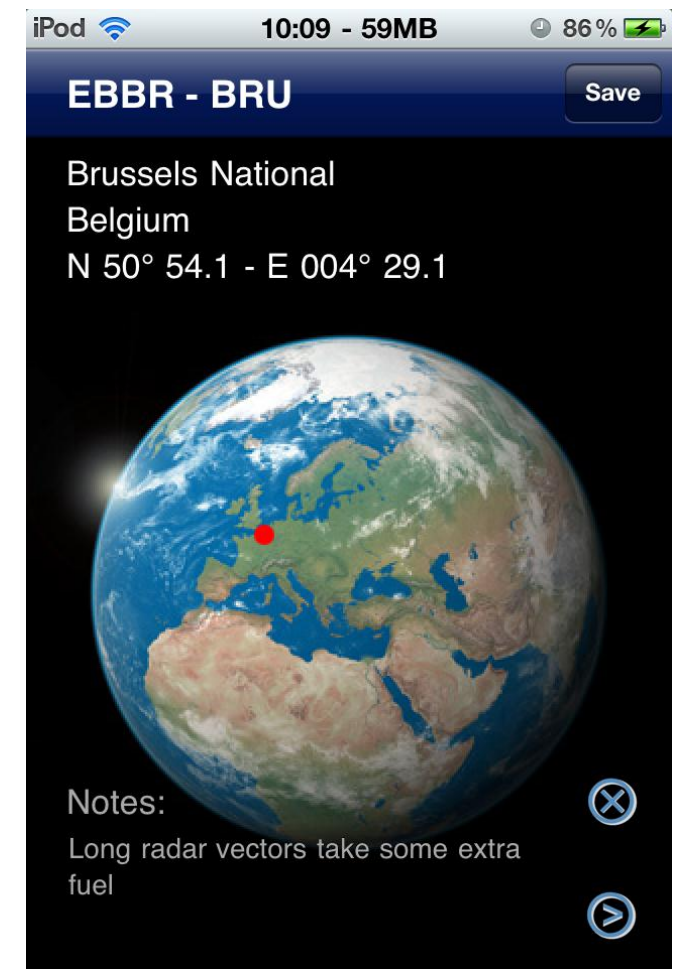 iPod 10:09 - 59MB 86%
EBBR - BRU Save
Brussels National
Belgium
N 50° 54.1 - E 004° 29.1
Notes:
Long radar vectors take some extra
fuel